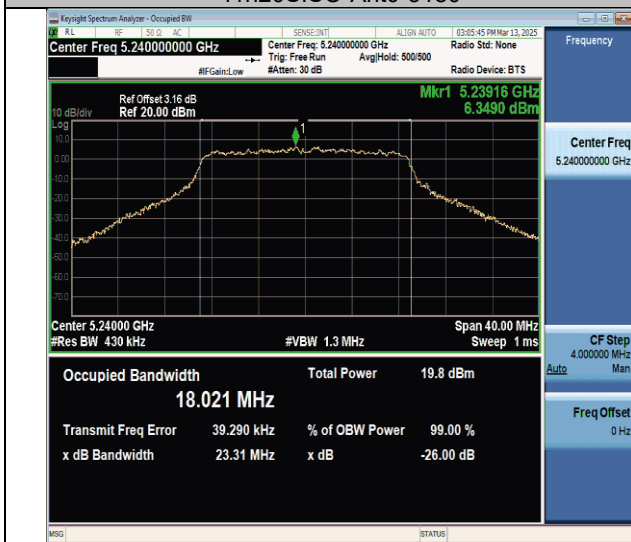 Keysight Spectrum Analyzer - Occupied BW
RL RF 50 Ω AC SENSE:INT ALIGN AUTO 03:05:45 PM Mar 13, 2025
Center Freq 5.240000000 GHz
Center Freq: 5.240000000 GHz
Radio Std: None
Trig: Free Run Avg|Hold: 500/500
#IFGain:Low
#Atten: 30 dB
Radio Device: BTS
Frequency
Mkr1 5.23916 GHz
6.3490 dBm
Ref Offset 3.16 dB
10 dB/div Ref 20.00 dBm
Log
1
10.0
0.00
-10.0
-20.0
-30.0
-40.0
-50.0
-60.0
-70.0
Center 5.24000 GHz
Span 40.00 MHz
#Res BW 430 kHz
#VBW 1.3 MHz
Sweep 1 ms
Center Freq
5.240000000 GHz
CF Step
4.000000 MHz
Auto Man
Freq Offset
0 Hz
Occupied Bandwidth
18.021 MHz
Total Power 19.8 dBm
Transmit Freq Error 39.290 kHz
% of OBW Power 99.00 %
x dB Bandwidth 23.31 MHz
x dB -26.00 dB
MSG
STATUS